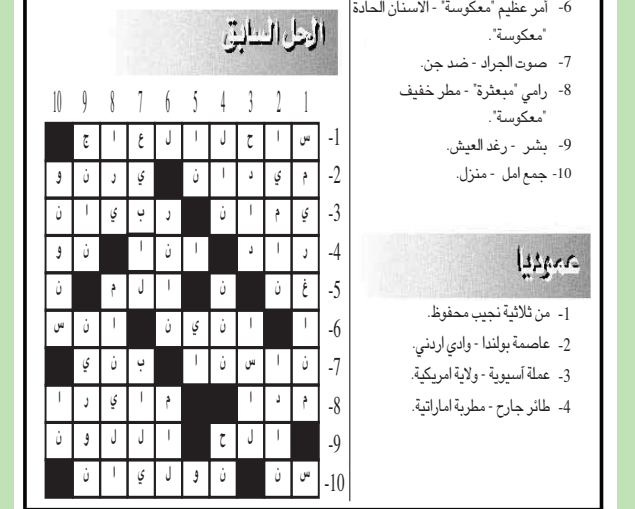 6- أمر عظيم "معكوسة" - الاسنان الحادة
"معكوسة".
7- صوت الجراد - ضد جن.
8- رامي "مبعثرة" - مطر خفيف
"معكوسة".
9- بشر - رغد العيش.
10- جمع امل - منزل.
عموديا
1- من ثلاثية نجيب محفوظ.
2- عاصمة بولندا - وادي اردني.
3- عملة آسيوية - ولاية امريكية.
4- طائر جارح - مطربة اماراتية.
الحل السابق
1 2 3 4 5 6 7 8 9 10
1- س ا ح ل ا ل ع ا ج
2- م ي د ا ن ي ر ن و
3- ي م ا ن ر ب ي ا ن
4- ر ا د ا ن ا ن و
5- غ ن ن ا ل م ن
6- ا ا ن ي ن ا ن س
7- ن ا س ن ا ب ن ي
8- م د ا م ا ي ر ا
9- ا ل ح ا ل ل و ن
10- س ن ن و ل ي ا ن